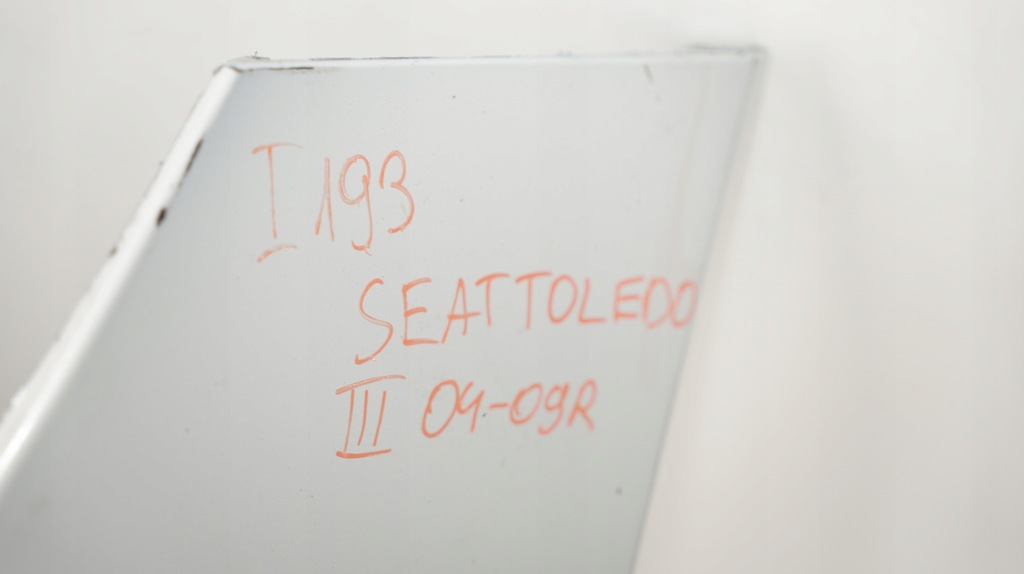 I 193
SEATTOLEDO
III 04-09R